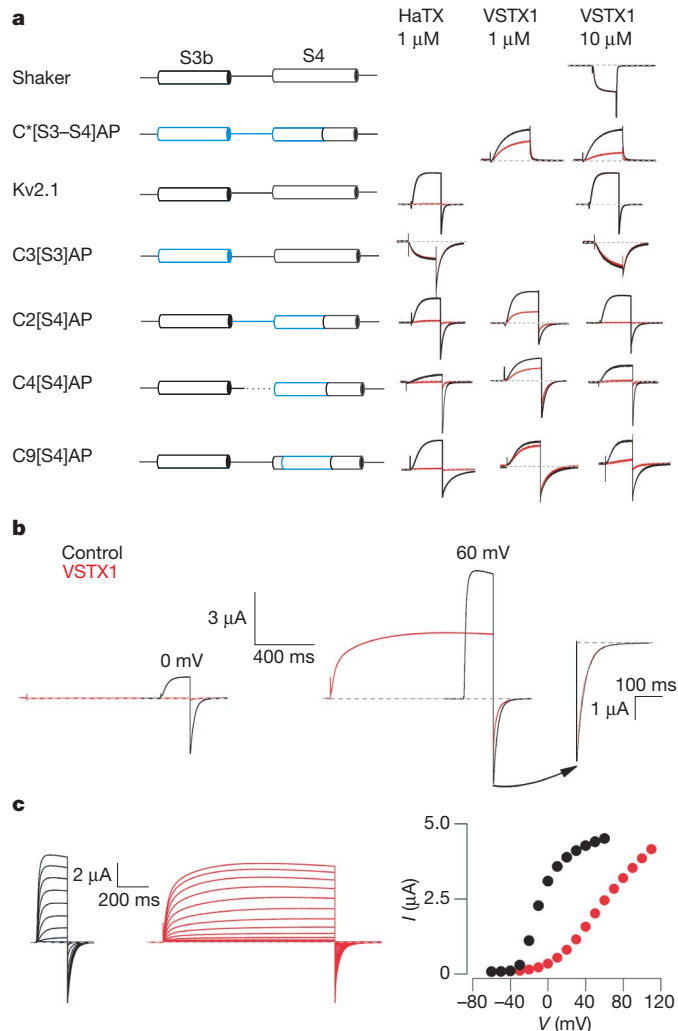 a
HaTX VSTX1 VSTX1
1 µM 1 µM 10 µM
S3b S4
Shaker
C*[S3–S4]AP
Kv2.1
C3[S3]AP
C2[S4]AP
C4[S4]AP
C9[S4]AP
b
Control
VSTX1
60 mV
3 µA
400 ms
0 mV
100 ms
1 µA
c
2 µA
200 ms
5.0
2.5
0
I (µA)
−80 −40 0 40 80 120
V (mV)